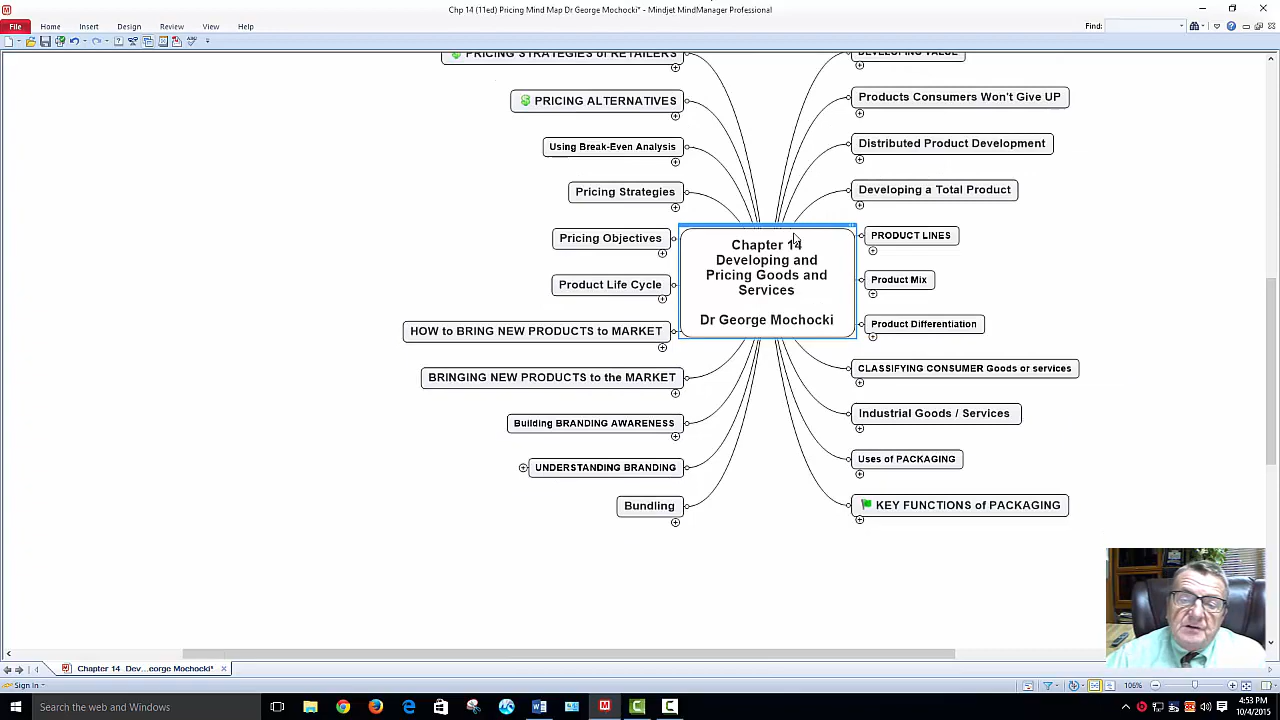 Chp 14 (11ed) Pricing Mind Map Dr George Mochocki* - Mindjet MindManager Professional
File Home Insert Design Review View Help
Find:
PRICING STRATEGIES of RETAILERS
PRICING ALTERNATIVES
Using Break-Even Analysis
Pricing Strategies
Pricing Objectives
Product Life Cycle
HOW to BRING NEW PRODUCTS to MARKET
BRINGING NEW PRODUCTS to the MARKET
Building BRANDING AWARENESS
UNDERSTANDING BRANDING
Bundling
Chapter 14
Developing and
Pricing Goods and
Services
Dr George Mochocki
DEVELOPING VALUE
Products Consumers Won't Give UP
Distributed Product Development
Developing a Total Product
PRODUCT LINES
Product Mix
Product Differentiation
CLASSIFYING CONSUMER Goods or services
Industrial Goods / Services
Uses of PACKAGING
KEY FUNCTIONS of PACKAGING
Chapter 14 Dev...eorge Mochocki*
Sign In
106%
Search the web and Windows
4:53 PM
10/4/2015